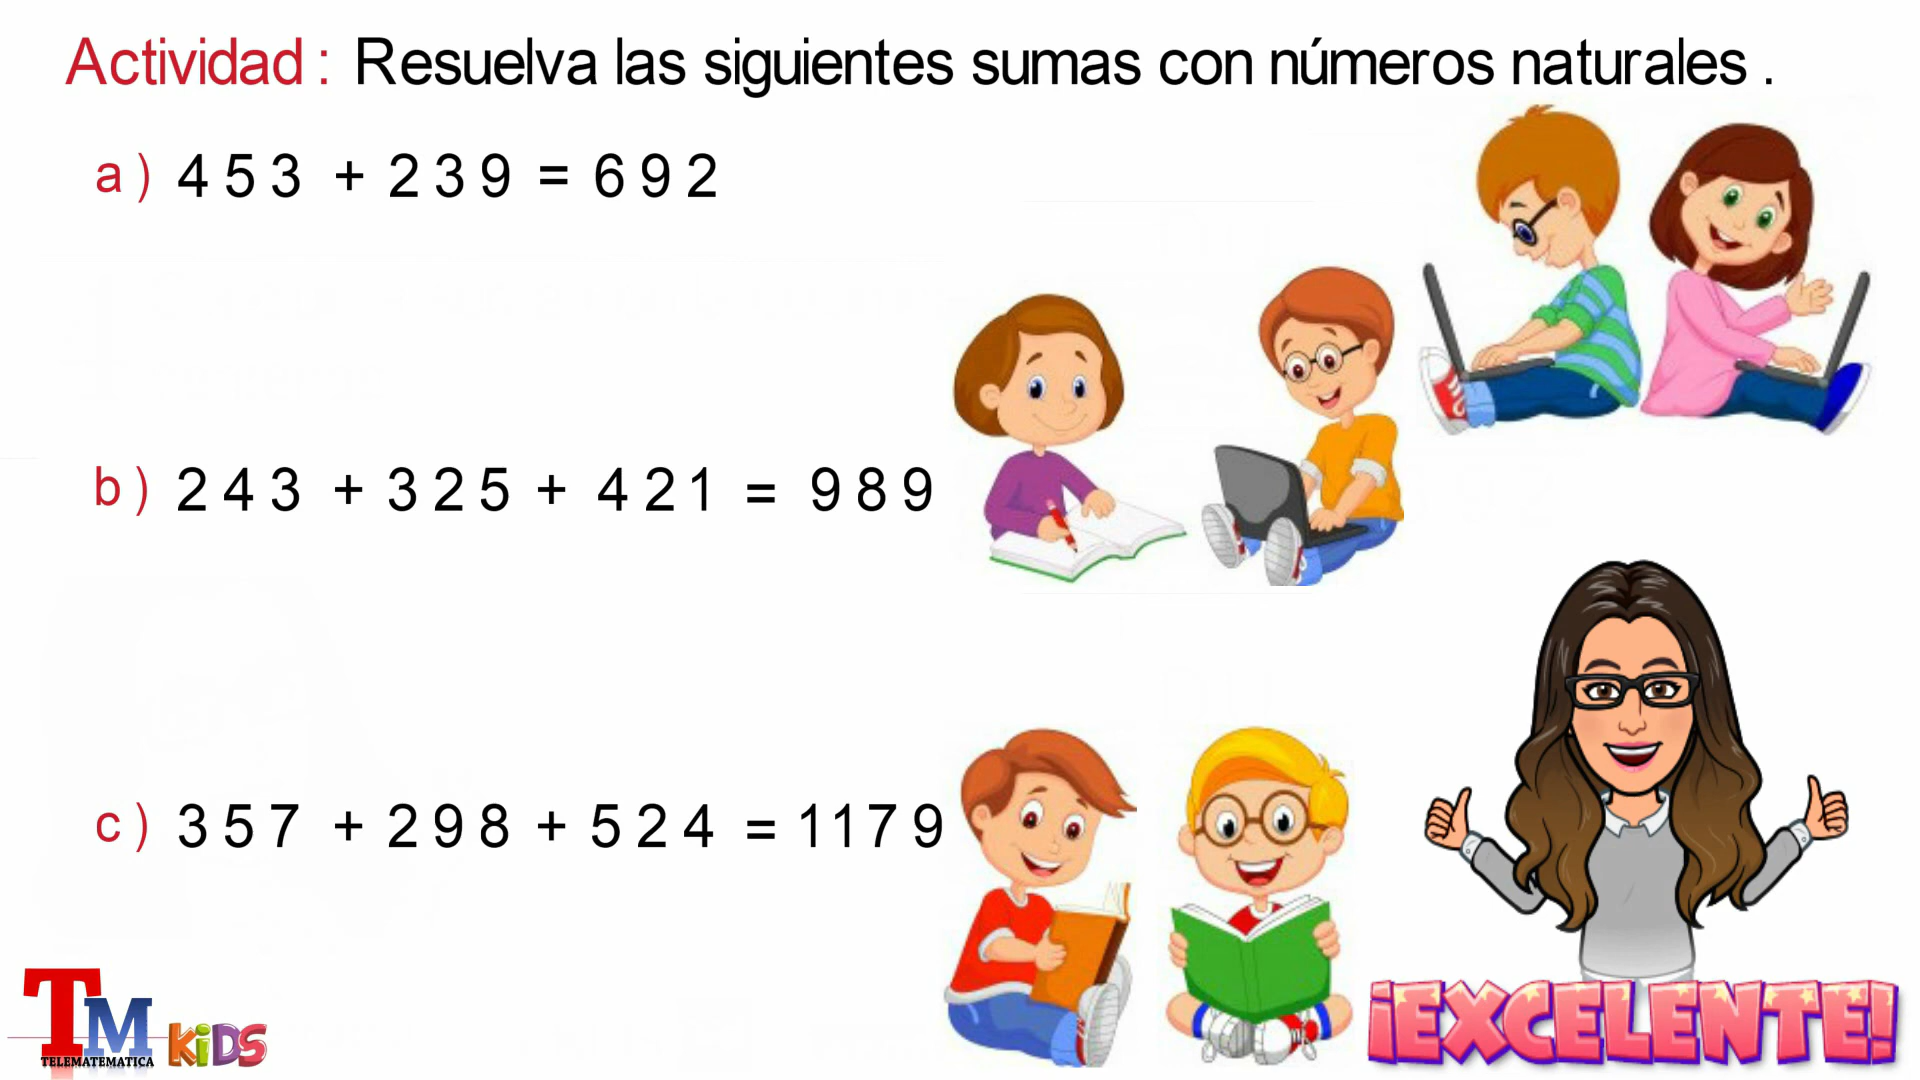 Actividad : Resuelva las siguientes sumas con números naturales .
a ) 4 5 3 + 2 3 9 = 6 9 2
b ) 2 4 3 + 3 2 5 + 4 2 1 = 9 8 9
c ) 3 5 7 + 2 9 8 + 5 2 4 = 1 1 7 9
TM KiDS
TELEMATEMATICA
¡EXCELENTE!